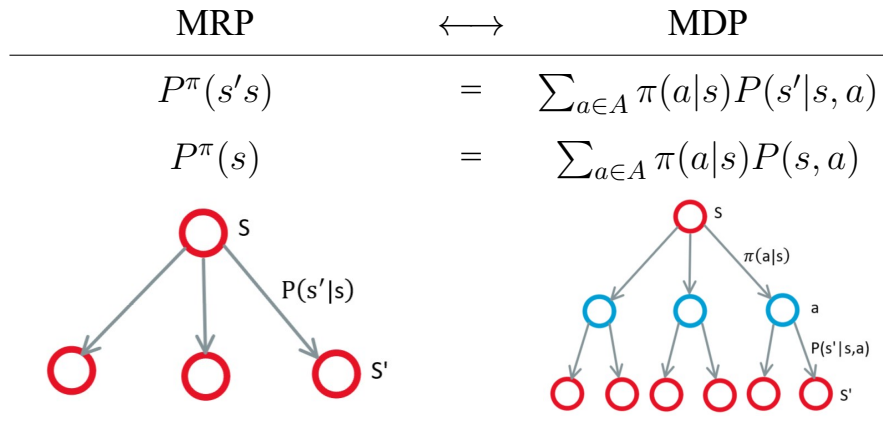 MRP ⟷ MDP
P^π(s′s) = ∑_{a∈A} π(a|s)P(s′|s, a)
P^π(s) = ∑_{a∈A} π(a|s)P(s, a)
S
P(s′|s)
S'
S
π(a|s)
a
P(s'|s,a)
S'